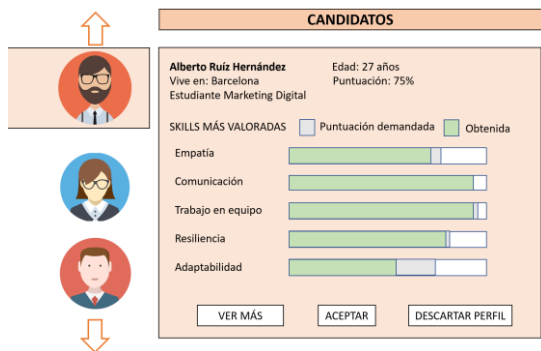 CANDIDATOS
Alberto Ruíz Hernández Edad: 27 años
Vive en: Barcelona Puntuación: 75%
Estudiante Marketing Digital
SKILLS MÁS VALORADAS Puntuación demandada Obtenida
Empatía
Comunicación
Trabajo en equipo
Resiliencia
Adaptabilidad
VER MÁS ACEPTAR DESCARTAR PERFIL